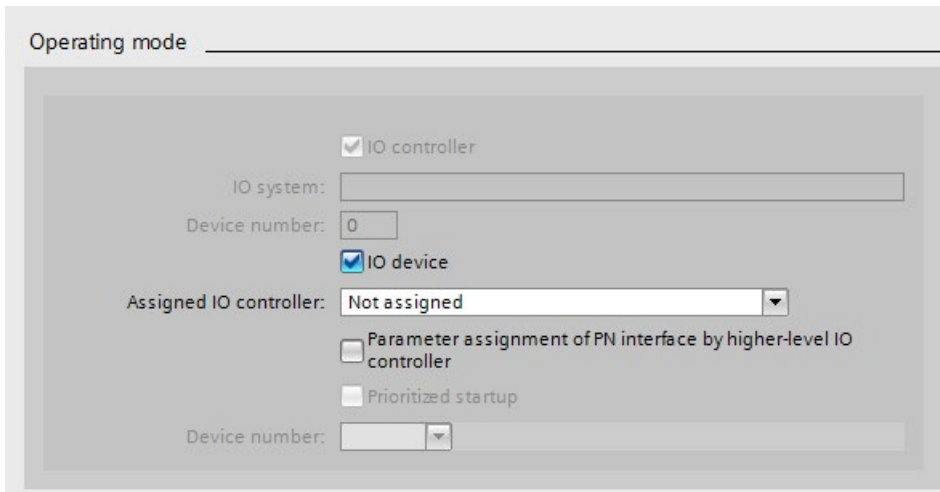 Operating mode
IO controller
IO system:
Device number: 0
IO device
Assigned IO controller: Not assigned
Parameter assignment of PN interface by higher-level IO
controller
Prioritized startup
Device number: